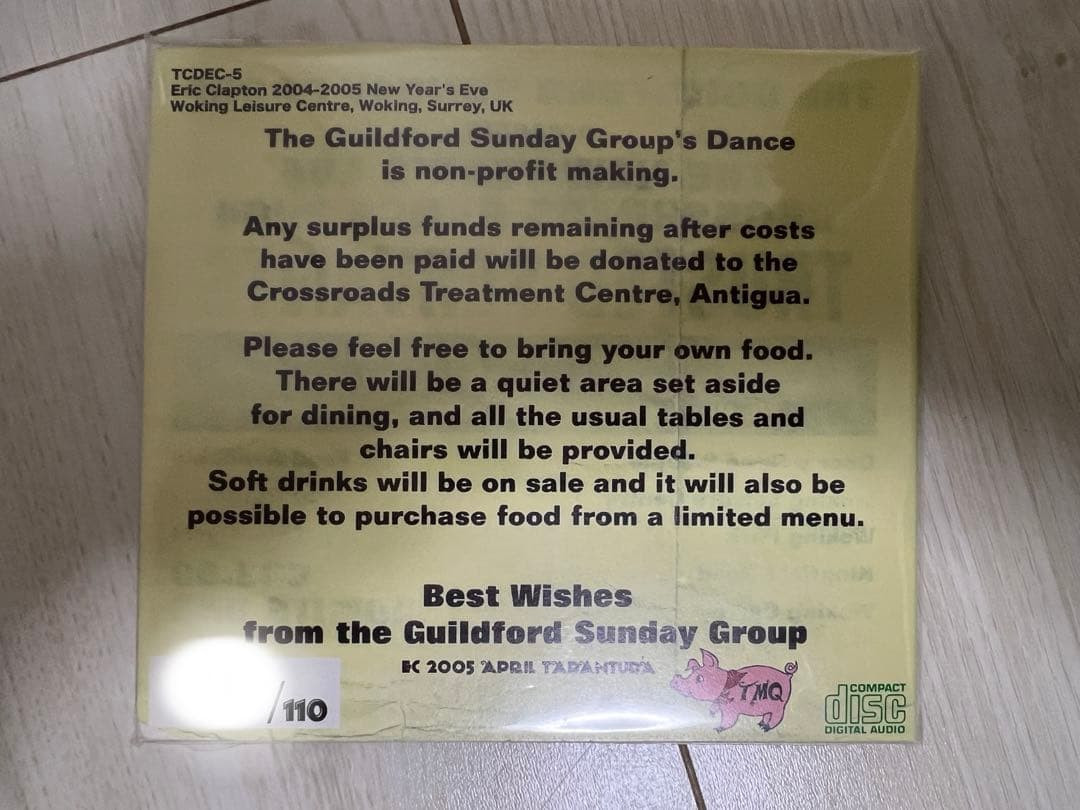 TCDEC-5
Eric Clapton 2004-2005 New Year's Eve
Woking Leisure Centre, Woking, Surrey, UK
The Guildford Sunday Group's Dance
is non-profit making.
Any surplus funds remaining after costs
have been paid will be donated to the
Crossroads Treatment Centre, Antigua.
Please feel free to bring your own food.
There will be a quiet area set aside
for dining, and all the usual tables and
chairs will be provided.
Soft drinks will be on sale and it will also be
possible to purchase food from a limited menu.
Best Wishes
from the Guildford Sunday Group
EC 2005 APRIL TARANTURA
TMQ
/110
COMPACT
disc
DIGITAL AUDIO